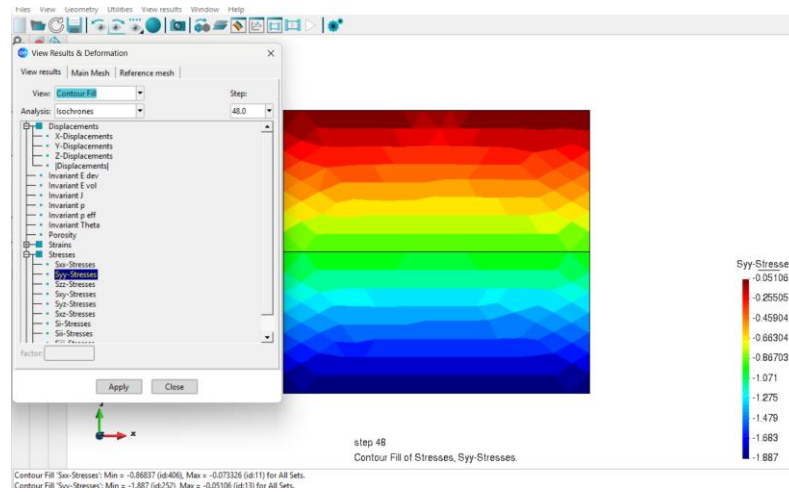 Files View Geometry Utilities View results Window Help
View Results & Deformation
View results Main Mesh Reference mesh
View: Contour Fill Step:
Analysis: Isochrones 48.0
Displacements
X-Displacements
Y-Displacements
Z-Displacements
|Displacements|
Invariant E dev
Invariant E vol
Invariant J
Invariant p
Invariant p eff
Invariant Theta
Porosity
Strains
Stresses
Sxx-Stresses
Syy-Stresses
Szz-Stresses
Sxy-Stresses
Syz-Stresses
Sxz-Stresses
Si-Stresses
Sii-Stresses
Siii-Stresses
factor:
Apply Close
x
Syy-Stresse
-0.05106
-0.25505
-0.45904
-0.66304
-0.86703
-1.071
-1.275
-1.479
-1.683
-1.887
step 48
Contour Fill of Stresses, Syy-Stresses.
Contour Fill 'Sxx-Stresses': Min = -0.86837 (id:406), Max = -0.073326 (id:11) for All Sets.
Contour Fill 'Syy-Stresses': Min = -1.887 (id:252), Max = -0.05106 (id:13) for All Sets.